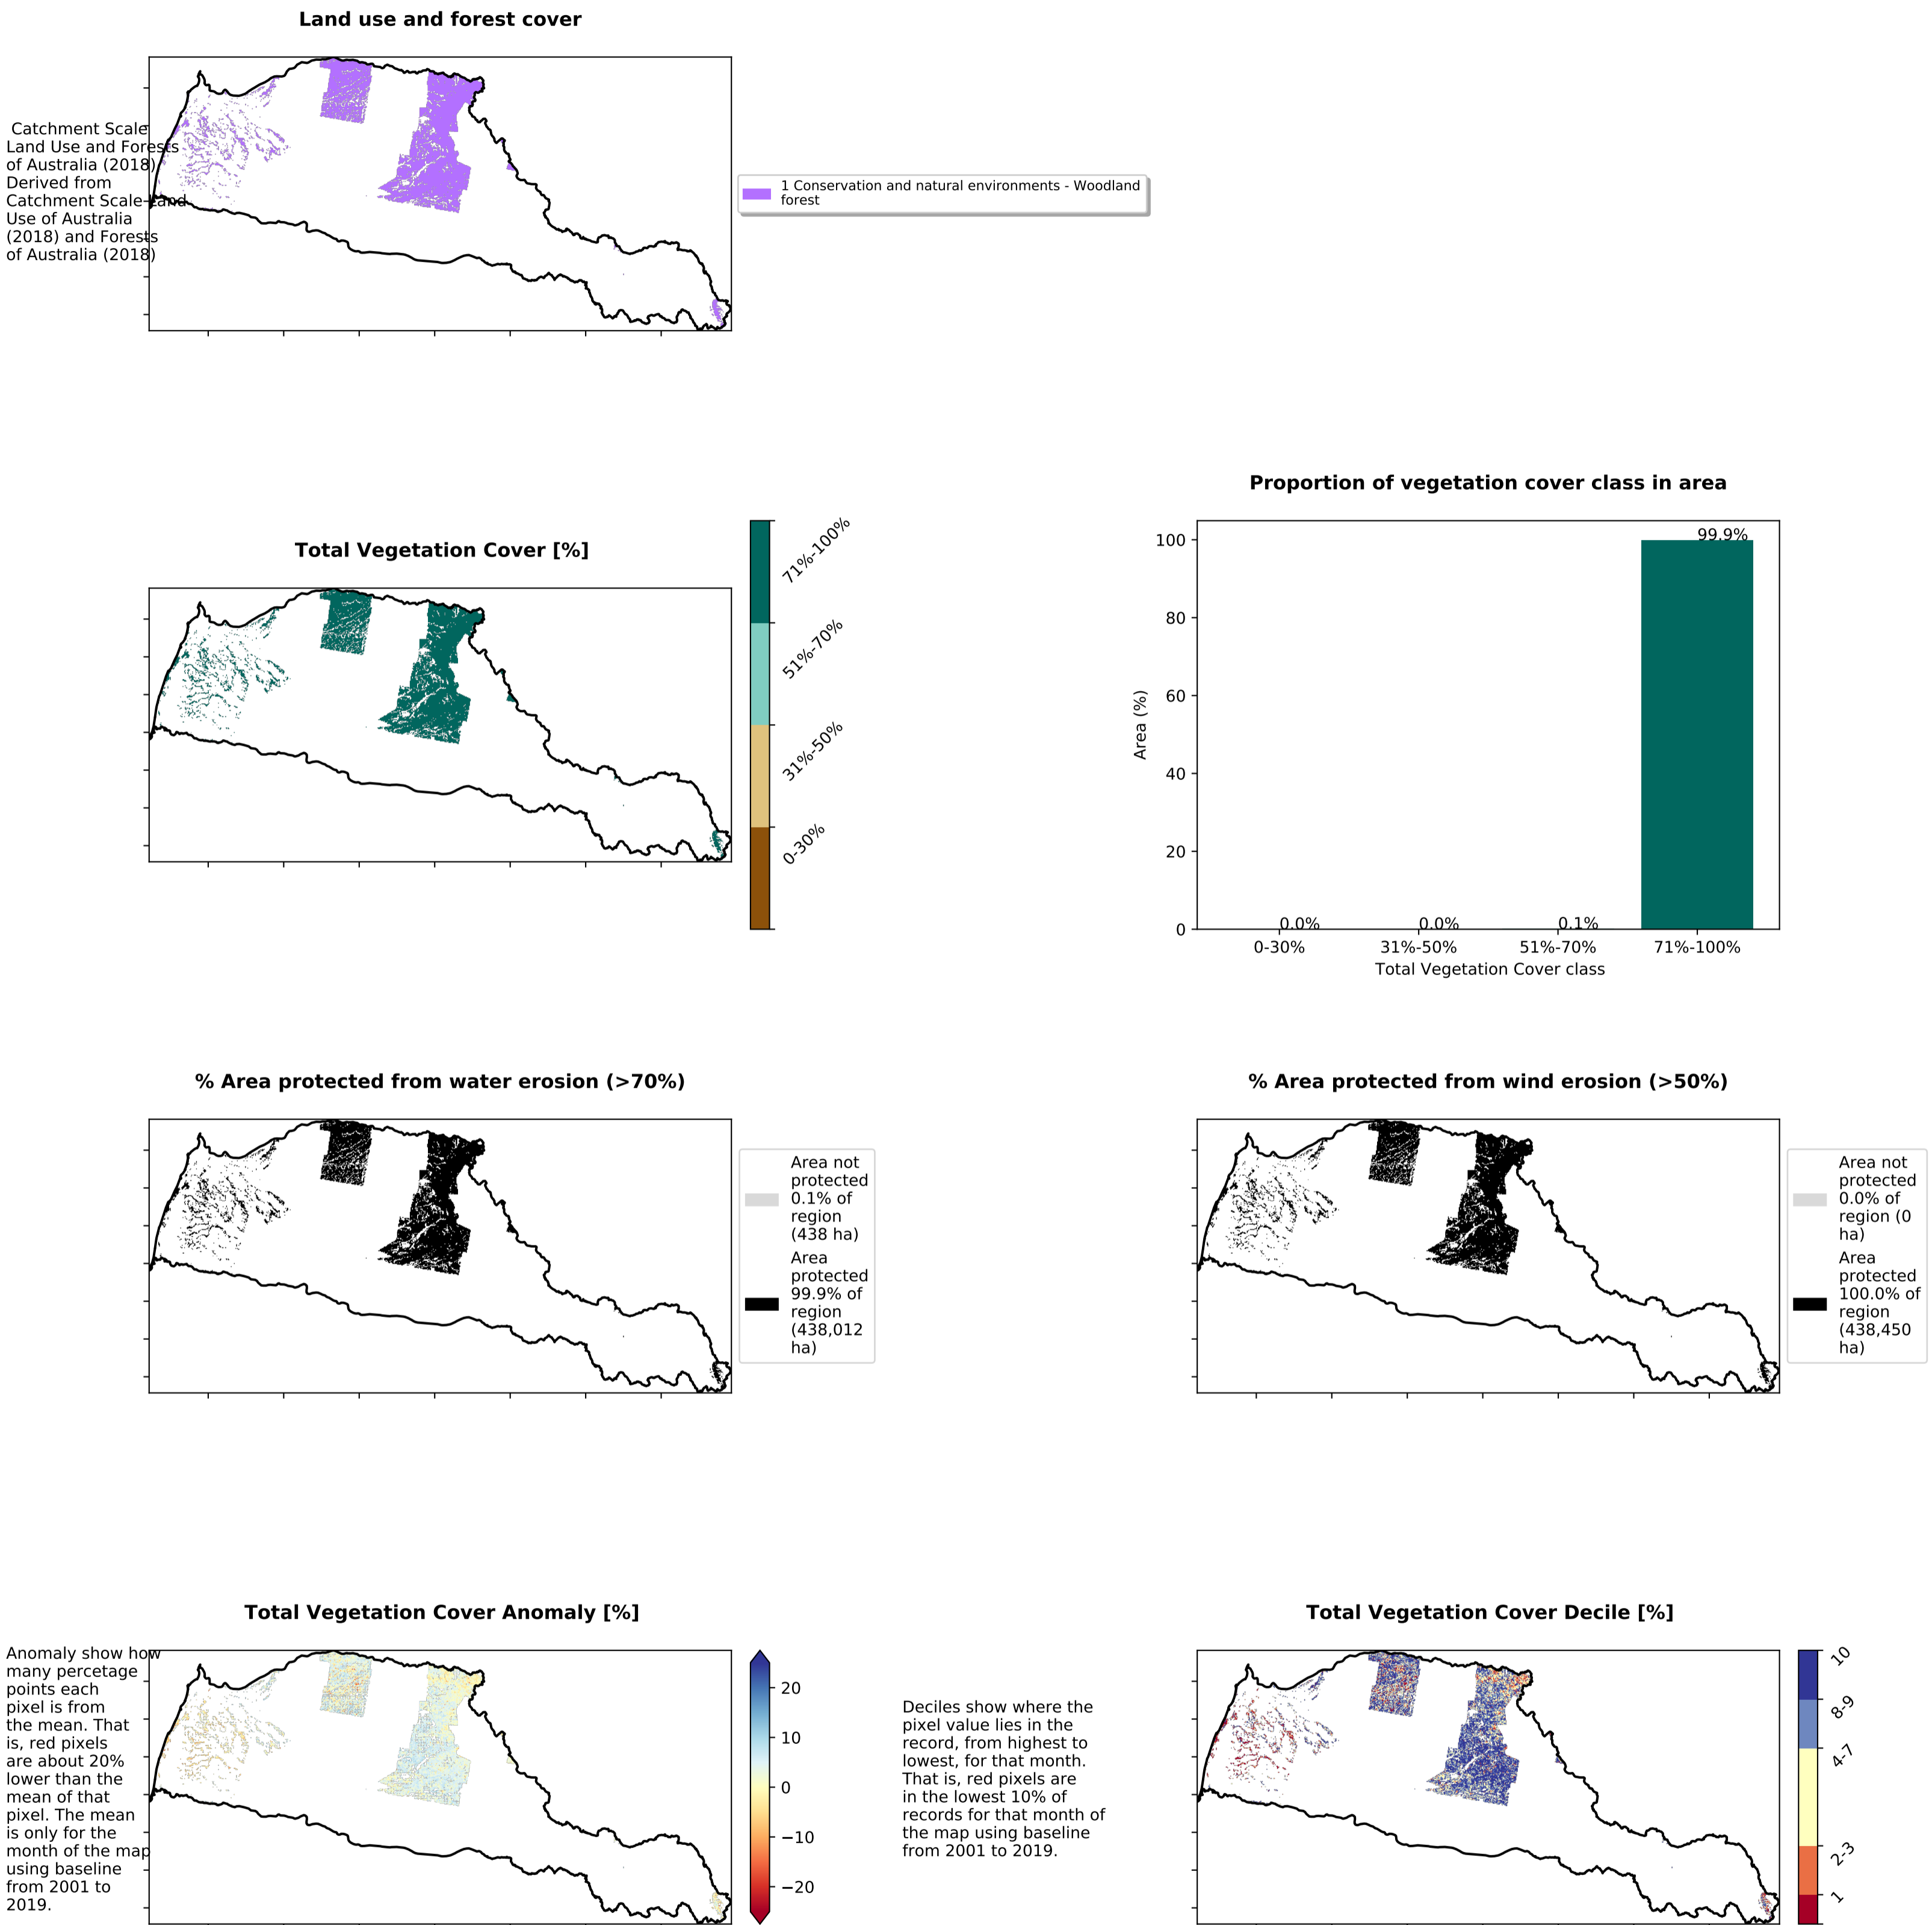 Land use and forest cover
Catchment Scale
Land Use and Forests
of Australia (2018)
Derived from
Catchment Scale Land
Use of Australia
(2018) and Forests
of Australia (2018)
1 Conservation and natural environments - Woodland
forest
Total Vegetation Cover [%]
71%-100%
51%-70%
31%-50%
0-30%
Proportion of vegetation cover class in area
Area (%)
100
80
60
40
20
0
99.9%
0.0%
0.0%
0.1%
0-30%
31%-50%
51%-70%
71%-100%
Total Vegetation Cover class
% Area protected from water erosion (>70%)
Area not
protected
0.1% of
region
(438 ha)
Area
protected
99.9% of
region
(438,012
ha)
% Area protected from wind erosion (>50%)
Area not
protected
0.0% of
region (0
ha)
Area
protected
100.0% of
region
(438,450
ha)
Total Vegetation Cover Anomaly [%]
Anomaly show how
many percetage
points each
pixel is from
the mean. That
is, red pixels
are about 20%
lower than the
mean of that
pixel. The mean
is only for the
month of the map
using baseline
from 2001 to
2019.
20
10
0
−10
−20
Total Vegetation Cover Decile [%]
Deciles show where the
pixel value lies in the
record, from highest to
lowest, for that month.
That is, red pixels are
in the lowest 10% of
records for that month of
the map using baseline
from 2001 to 2019.
10
8-9
4-7
2-3
1